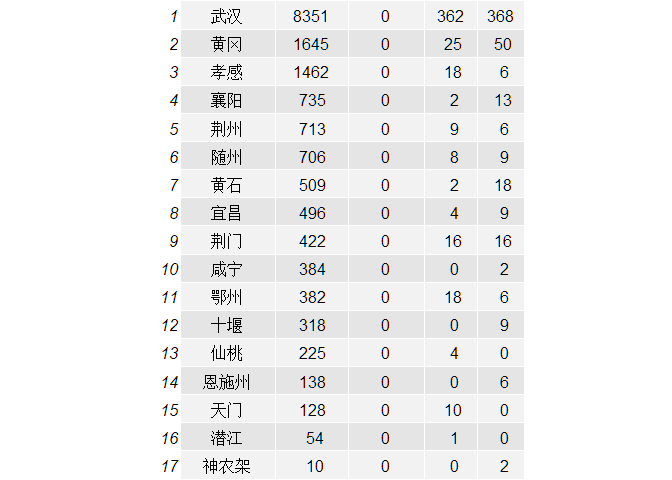 1 武汉 8351 0 362 368
2 黄冈 1645 0 25 50
3 孝感 1462 0 18 6
4 襄阳 735 0 2 13
5 荆州 713 0 9 6
6 随州 706 0 8 9
7 黄石 509 0 2 18
8 宜昌 496 0 4 9
9 荆门 422 0 16 16
10 咸宁 384 0 0 2
11 鄂州 382 0 18 6
12 十堰 318 0 0 9
13 仙桃 225 0 4 0
14 恩施州 138 0 0 6
15 天门 128 0 10 0
16 潜江 54 0 1 0
17 神农架 10 0 0 2